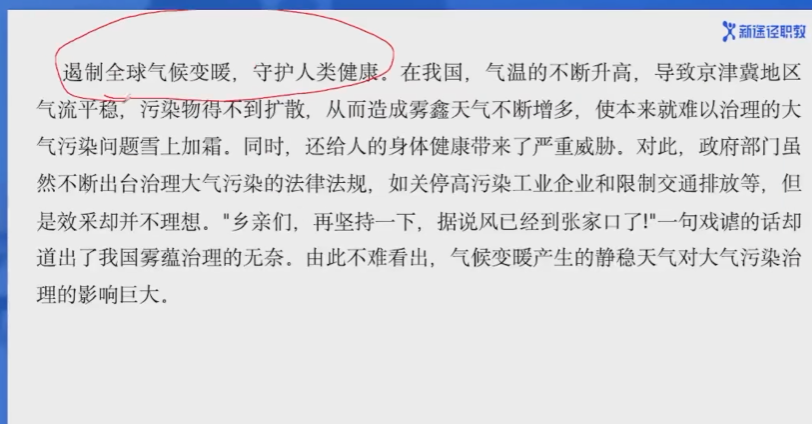 新途径职教
遏制全球气候变暖，守护人类健康。在我国，气温的不断升高，导致京津冀地区
气流平稳，污染物得不到扩散，从而造成雾鑫天气不断增多，使本来就难以治理的大
气污染问题雪上加霜。同时，还给人的身体健康带来了严重威胁。对此，政府部门虽
然不断出台治理大气污染的法律法规，如关停高污染工业企业和限制交通排放等，但
是效采却并不理想。"乡亲们，再坚持一下，据说风已经到张家口了!"一句戏谑的话却
道出了我国雾蕴治理的无奈。由此不难看出，气候变暖产生的静稳天气对大气污染治
理的影响巨大。